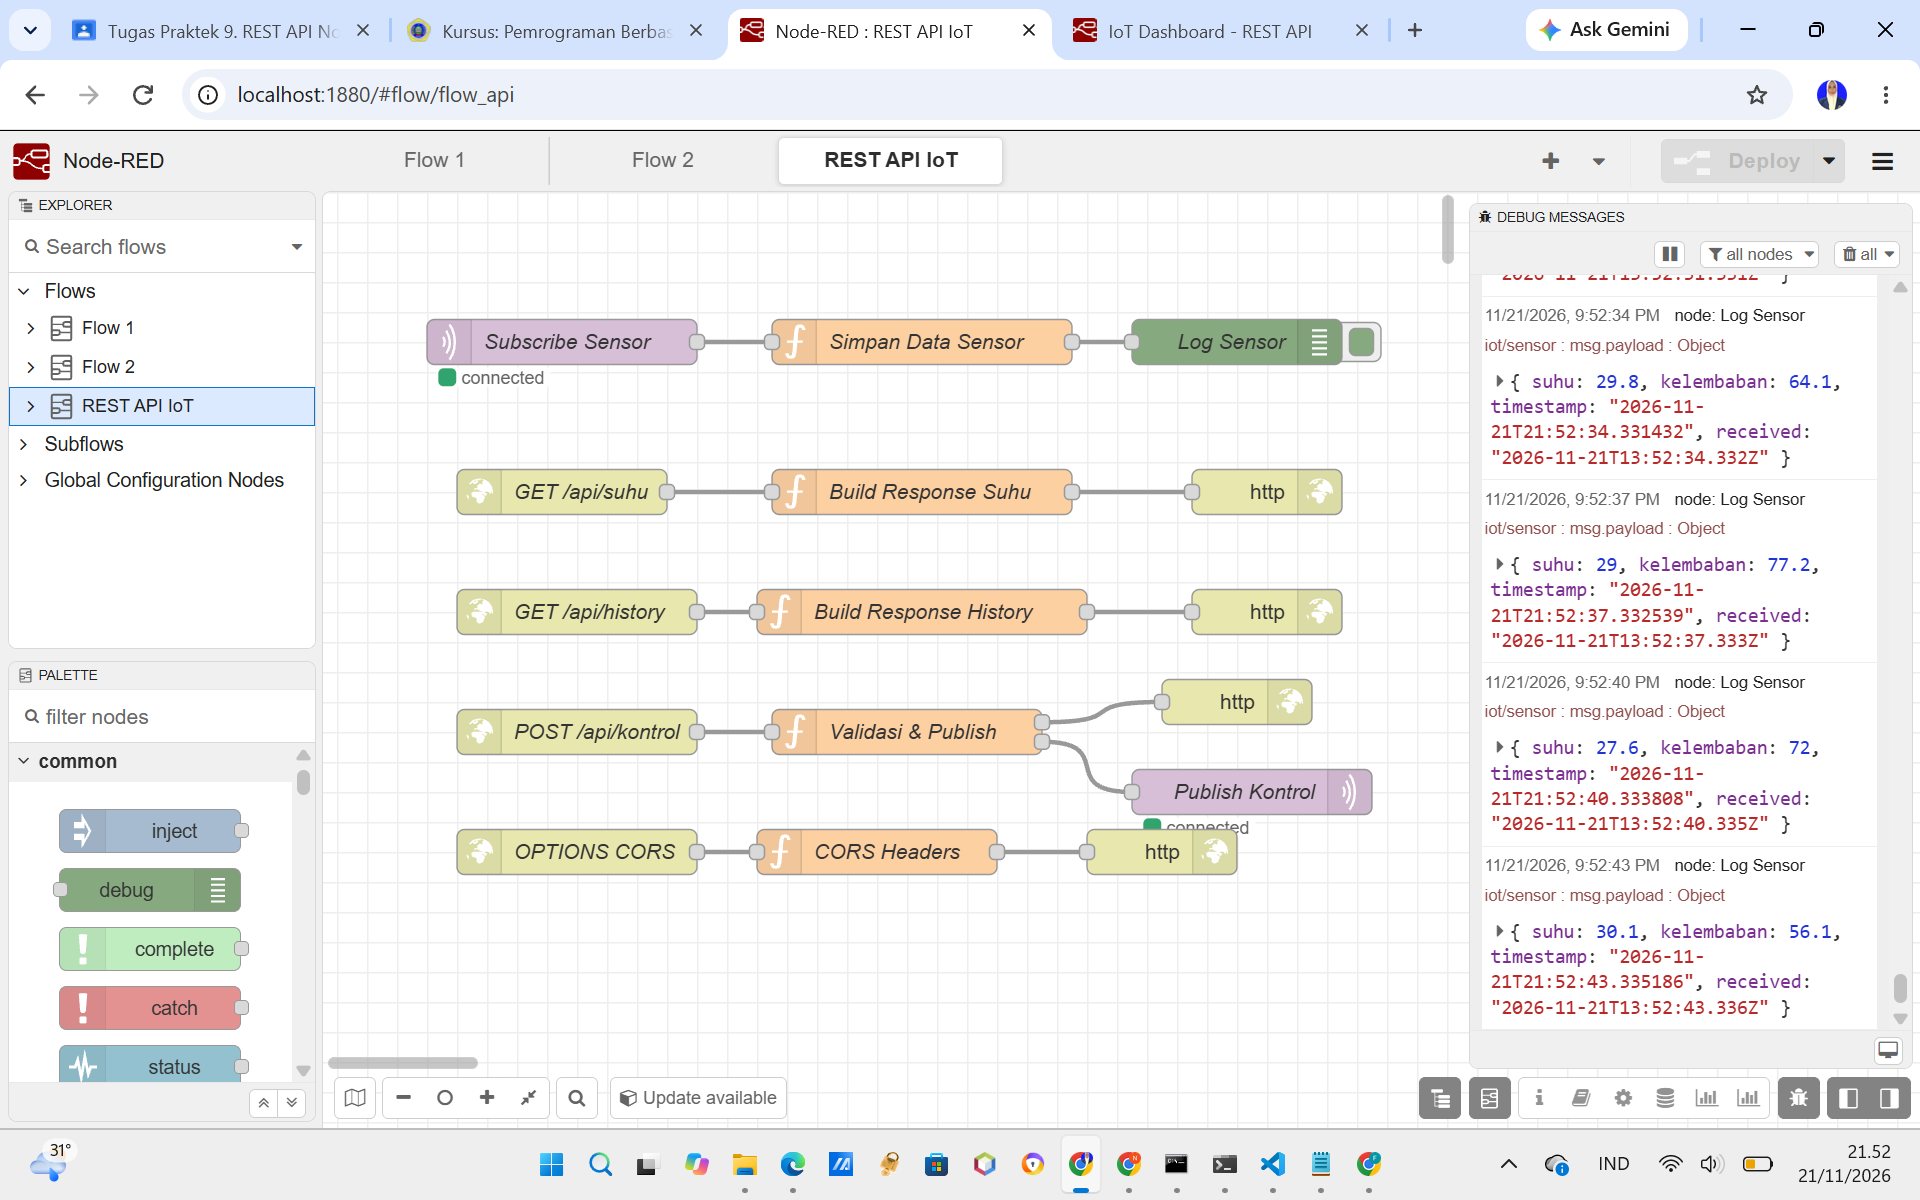 Tugas Praktek 9. REST API No
Kursus: Pemrograman Berbas
Node-RED : REST API IoT
IoT Dashboard - REST API
Ask Gemini
localhost:1880/#flow/flow_api
Node-RED
Flow 1
Flow 2
REST API IoT
Deploy
EXPLORER
Search flows
Flows
Flow 1
Flow 2
REST API IoT
Subflows
Global Configuration Nodes
PALETTE
filter nodes
common
inject
debug
complete
catch
status
Subscribe Sensor
connected
Simpan Data Sensor
Log Sensor
GET /api/suhu
Build Response Suhu
http
GET /api/history
Build Response History
http
POST /api/kontrol
Validasi & Publish
http
Publish Kontrol
connected
OPTIONS CORS
CORS Headers
http
Update available
DEBUG MESSAGES
all nodes
all
"2026-11-21T13:52:31.331Z" }
11/21/2026, 9:52:34 PM node: Log Sensor
iot/sensor : msg.payload : Object
{ suhu: 29.8, kelembaban: 64.1,
timestamp: "2026-11-
21T21:52:34.331432", received:
"2026-11-21T13:52:34.332Z" }
11/21/2026, 9:52:37 PM node: Log Sensor
iot/sensor : msg.payload : Object
{ suhu: 29, kelembaban: 77.2,
timestamp: "2026-11-
21T21:52:37.332539", received:
"2026-11-21T13:52:37.333Z" }
11/21/2026, 9:52:40 PM node: Log Sensor
iot/sensor : msg.payload : Object
{ suhu: 27.6, kelembaban: 72,
timestamp: "2026-11-
21T21:52:40.333808", received:
"2026-11-21T13:52:40.335Z" }
11/21/2026, 9:52:43 PM node: Log Sensor
iot/sensor : msg.payload : Object
{ suhu: 30.1, kelembaban: 56.1,
timestamp: "2026-11-
21T21:52:43.335186", received:
"2026-11-21T13:52:43.336Z" }
31°
IND
21.52
21/11/2026